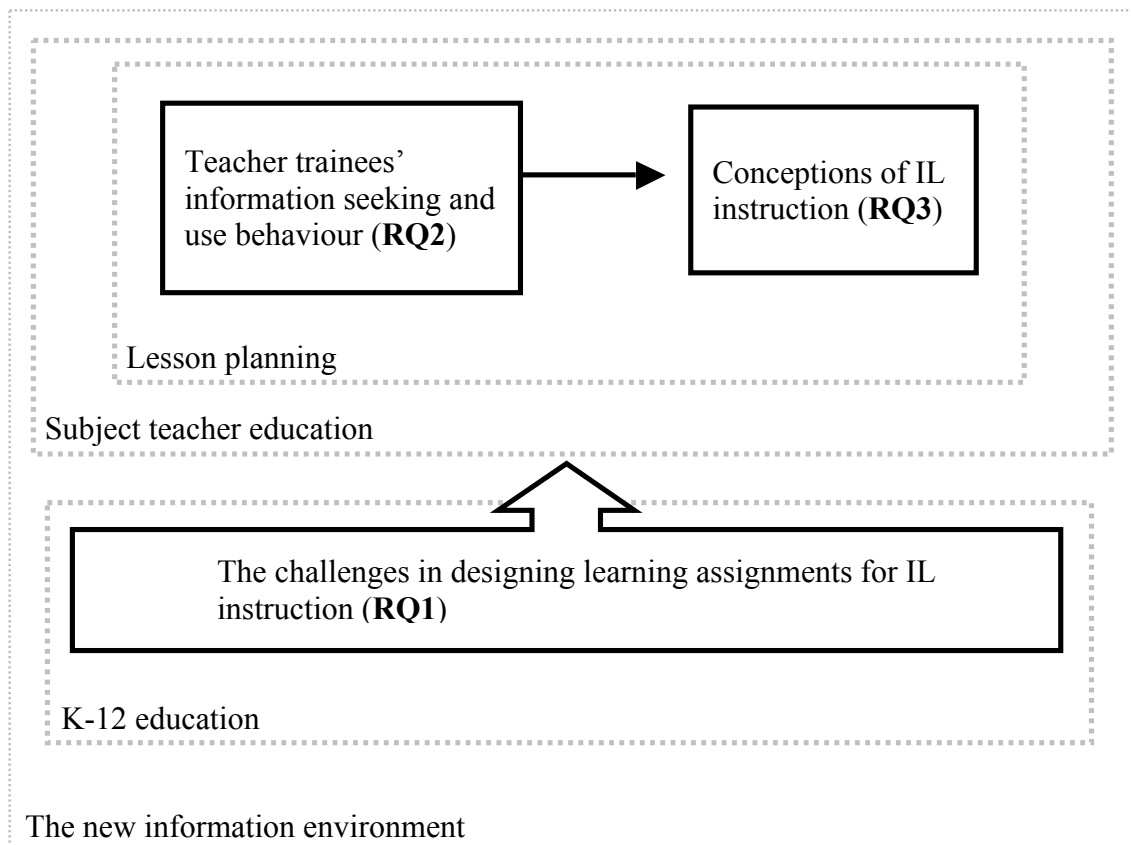 Teacher trainees’
information seeking and
use behaviour (RQ2)
Conceptions of IL
instruction (RQ3)
Lesson planning
Subject teacher education
The challenges in designing learning assignments for IL
instruction (RQ1)
K-12 education
The new information environment